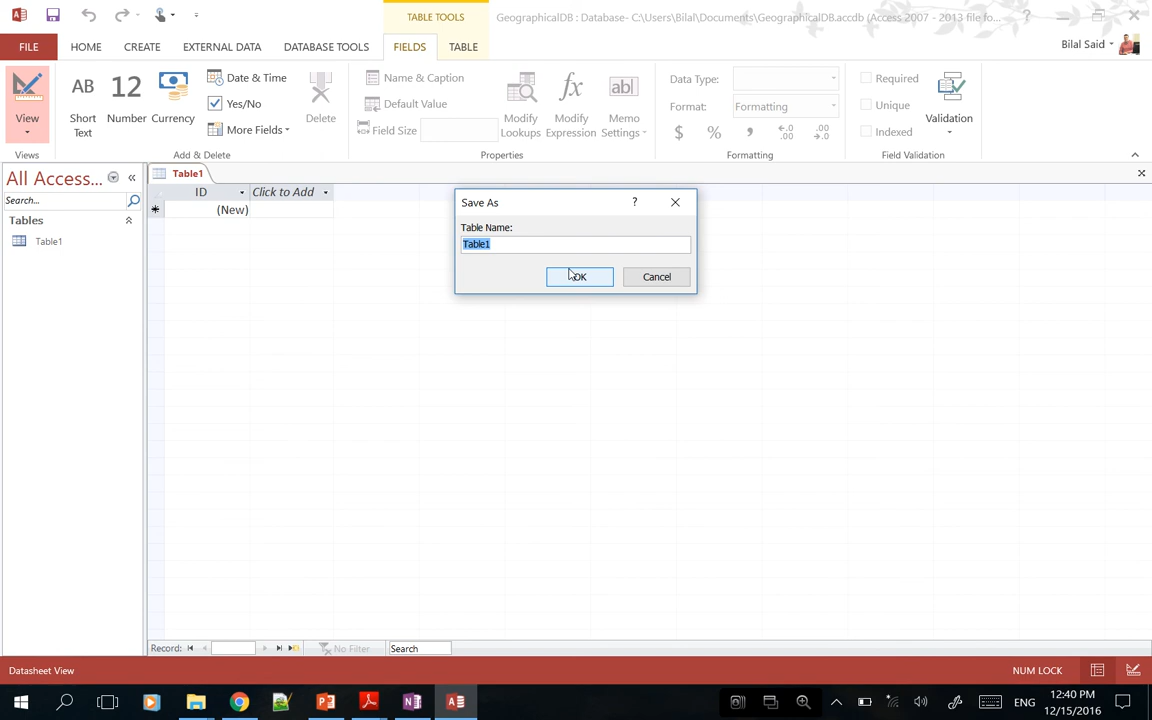 TABLE TOOLS
GeographicalDB : Database- C:\Users\Bilal\Documents\GeographicalDB.accdb (Access 2007 - 2013 file fo...
FILE HOME CREATE EXTERNAL DATA DATABASE TOOLS FIELDS TABLE
Bilal Said
View
Views
AB
Short
Text
12
Number
Currency
Date & Time
Yes/No
More Fields
Delete
Add & Delete
Name & Caption
Default Value
Field Size
Modify
Lookups
fx
Modify
Expression
ab
Memo
Settings
Properties
Data Type:
Format: Formatting
$ % , .00 .00
Formatting
Required
Unique
Indexed
Validation
Field Validation
All Access...
Search...
Tables
Table1
Table1
ID Click to Add
(New)
Save As
Table Name:
Table1
OK Cancel
Record: No Filter Search
Datasheet View
NUM LOCK
ENG
12:40 PM
12/15/2016